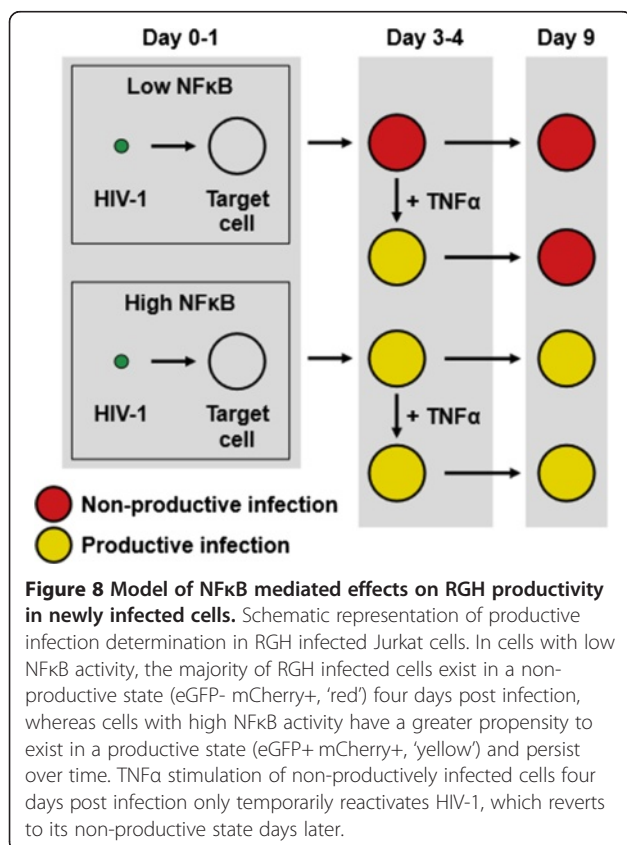 Day 0-1
Day 3-4
Day 9
Low NFκB
HIV-1
Target
cell
+ TNFα
High NFκB
HIV-1
Target
cell
+ TNFα
Non-productive infection
Productive infection
Figure 8 Model of NFκB mediated effects on RGH productivity
in newly infected cells. Schematic representation of productive
infection determination in RGH infected Jurkat cells. In cells with low
NFκB activity, the majority of RGH infected cells exist in a non-
productive state (eGFP- mCherry+, ‘red’) four days post infection,
whereas cells with high NFκB activity have a greater propensity to
exist in a productive state (eGFP+ mCherry+, ‘yellow’) and persist
over time. TNFα stimulation of non-productively infected cells four
days post infection only temporarily reactivates HIV-1, which reverts
to its non-productive state days later.